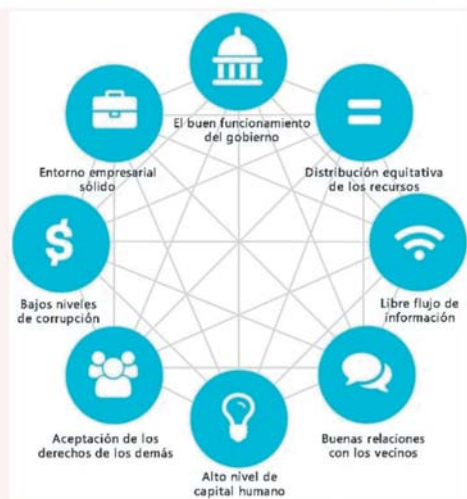 El buen funcionamiento
del gobierno
Entorno empresarial
sólido
Distribución equitativa
de los recursos
Bajos niveles
de corrupción
Libre flujo de
información
Aceptación de los
derechos de los demás
Buenas relaciones
con los vecinos
Alto nivel de
capital humano